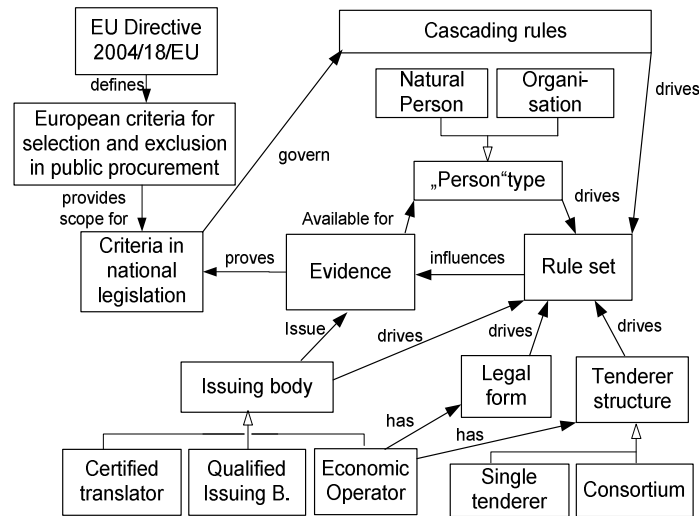 EU Directive
2004/18/EU
Cascading rules
defines
Natural
Person
Organi-
sation
drives
European criteria for
selection and exclusion
in public procurement
govern
provides
scope for
„Person“type
Available for
drives
Criteria in
national
legislation
proves
Evidence
influences
Rule set
Issue
drives
drives
drives
Issuing body
Legal
form
Tenderer
structure
has
has
Certified
translator
Qualified
Issuing B.
Economic
Operator
Single
tenderer
Consortium